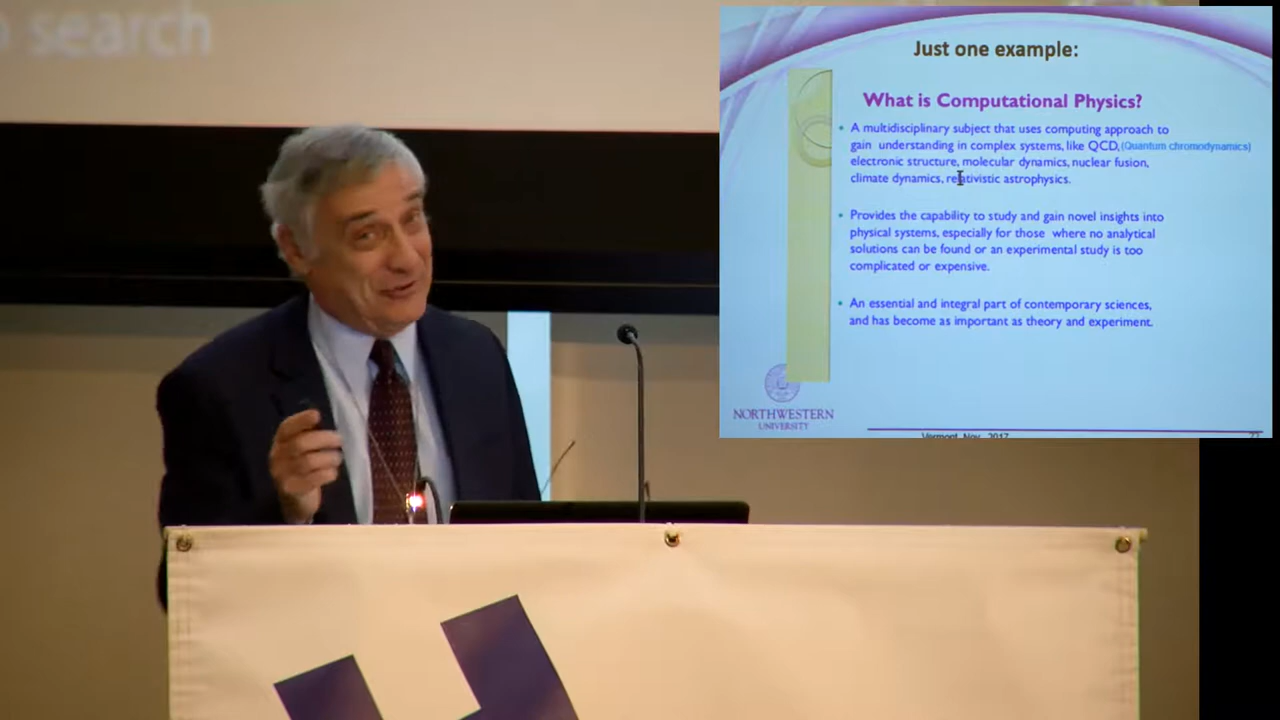 search
Just one example:
What is Computational Physics?
A multidisciplinary subject that uses computing approach to
gain understanding in complex systems, like QCD, (Quantum chromodynamics)
electronic structure, molecular dynamics, nuclear fusion,
climate dynamics, relativistic astrophysics.
Provides the capability to study and gain novel insights into
physical systems, especially for those where no analytical
solutions can be found or an experimental study is too
complicated or expensive.
An essential and integral part of contemporary sciences,
and has become as important as theory and experiment.
NORTHWESTERN
UNIVERSITY
Vermont, Nov, 2017